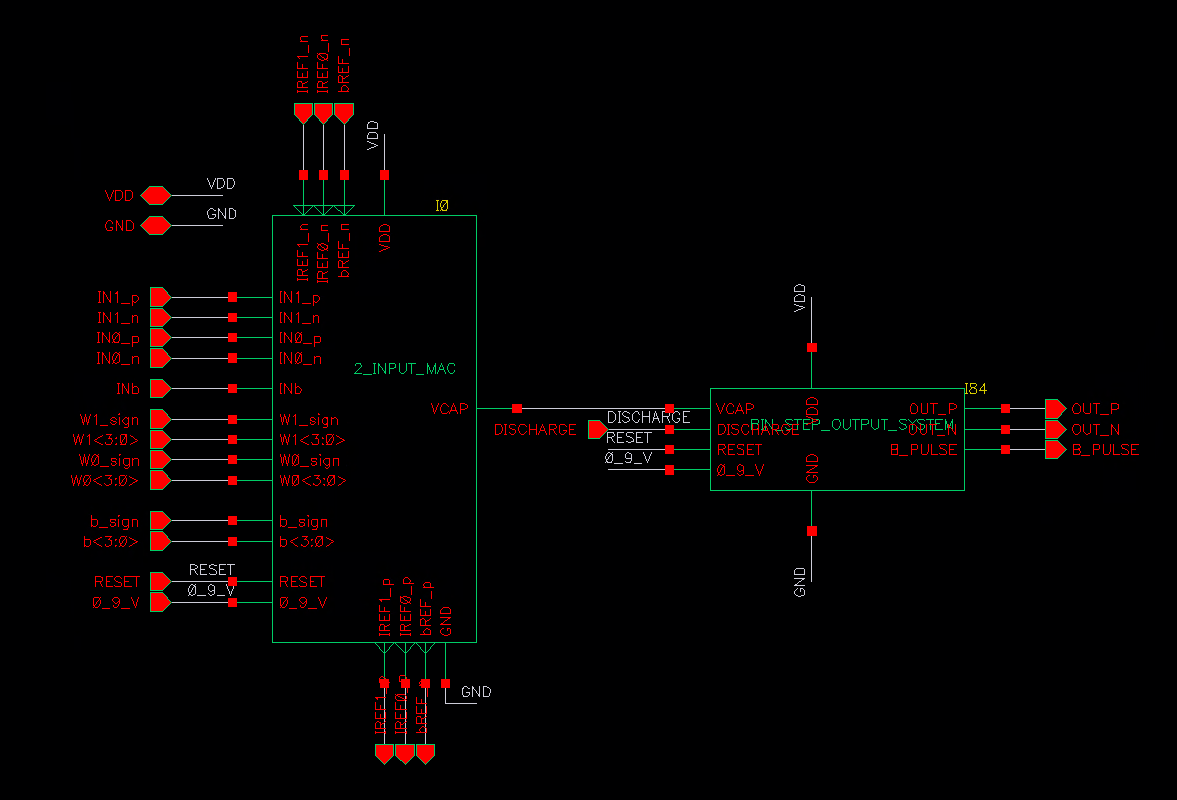 IREF1_n IREF0_n bREF_n
VDD
VDD VDD
GND GND
I0
IREF1_n IREF0_n bREF_n VDD
IN1_p IN1_p
IN1_n IN1_n
IN0_p IN0_p
IN0_n IN0_n
2_INPUT_MAC
INb INb
VCAP
W1_sign W1_sign
W1<3:0> W1<3:0>
W0_sign W0_sign
W0<3:0> W0<3:0>
b_sign b_sign
b<3:0> b<3:0>
RESET RESET RESET
0_9_V 0_9_V 0_9_V
IREF1_p IREF0_p bREF_p GND
GND
IREF1_p IREF0_p bREF_p
VDD
I84
VDD
VCAP OUT_P OUT_P
DISCHARGE DISCHARGE DISCHARGE OUT_N OUT_N
BIN_STEP_OUTPUT_SYSTEM
RESET RESET B_PULSE B_PULSE
0_9_V 0_9_V
GND
GND